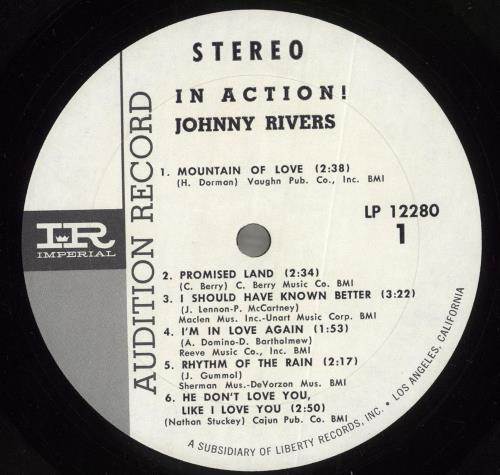 STEREO
IN ACTION!
JOHNNY RIVERS
1. MOUNTAIN OF LOVE (2:38)
(H. Dorman) Vaughn Pub. Co., Inc. BMI
LP 12280
1
IR
IMPERIAL
AUDITION RECORD
2. PROMISED LAND (2:34)
(C. Berry) C. Berry Music Co. BMI
3. I SHOULD HAVE KNOWN BETTER (3:22)
(J. Lennon-P. McCartney)
Maclen Mus. Inc.-Unart Music Corp. BMI
4. I'M IN LOVE AGAIN (1:53)
(A. Domino-D. Bartholmew)
Reeve Music Co., Inc. BMI
5. RHYTHM OF THE RAIN (2:17)
(J. Gummol)
Sherman Mus.-DeVorzon Mus. BMI
6. HE DON'T LOVE YOU,
LIKE I LOVE YOU (2:50)
(Nathan Stuckey) Cajun Pub. Co. BMI
A SUBSIDIARY OF LIBERTY RECORDS, INC. • LOS ANGELES, CALIFORNIA